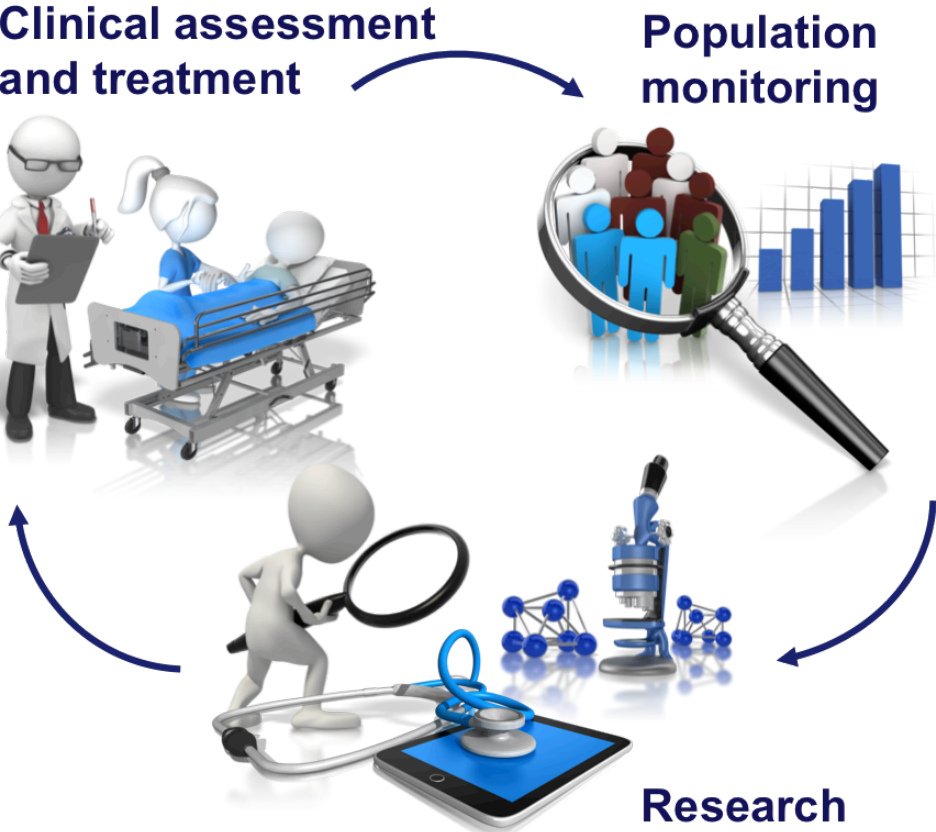 Clinical assessment
and treatment
Population
monitoring
Research